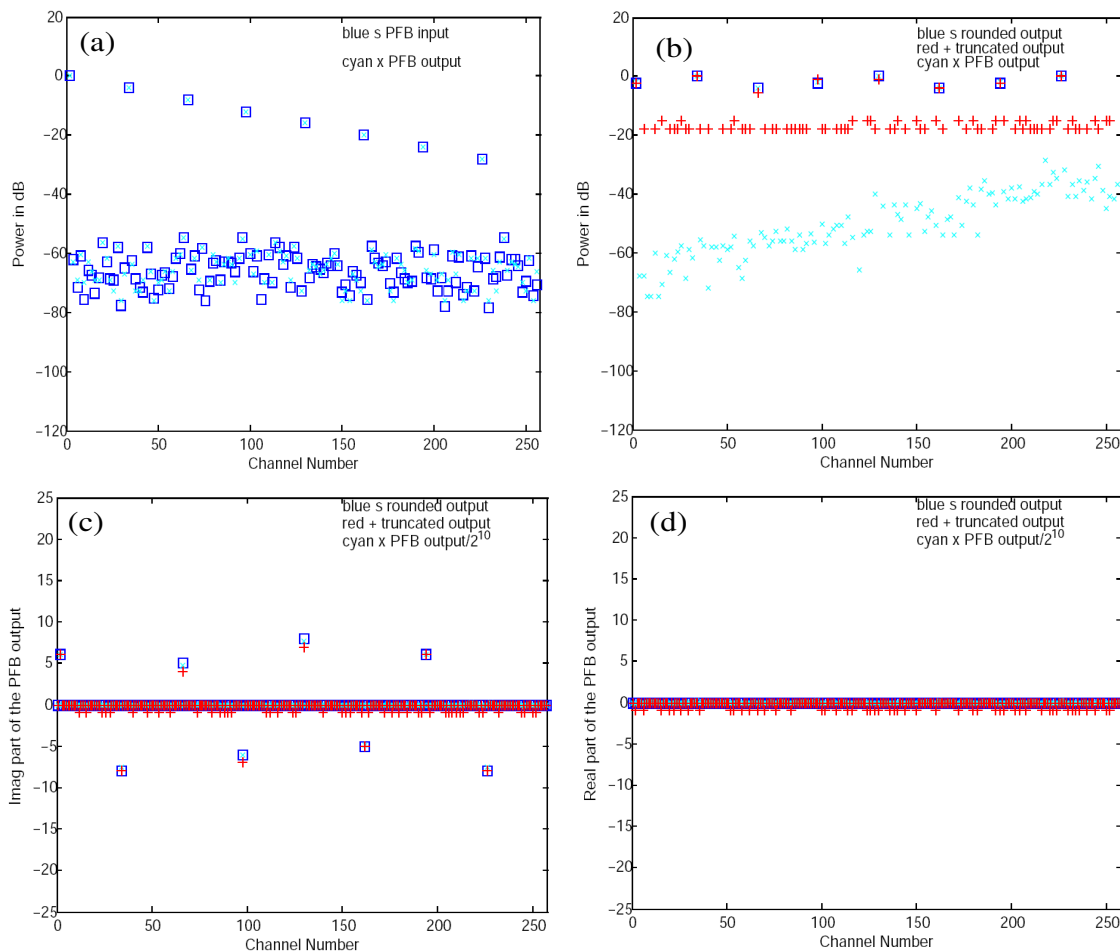 (a)
blue s PFB input
cyan x PFB output
20
0
−20
−40
−60
−80
−100
−120
Power in dB
0 50 100 150 200 250
Channel Number
(b)
blue s rounded output
red + truncated output
cyan x PFB output
20
0
−20
−40
−60
−80
−100
−120
Power in dB
0 50 100 150 200 250
Channel Number
(c)
blue s rounded output
red + truncated output
cyan x PFB output/2^10
25
20
15
10
5
0
−5
−10
−15
−20
−25
Imag part of the PFB output
0 50 100 150 200 250
Channel Number
(d)
blue s rounded output
red + truncated output
cyan x PFB output/2^10
25
20
15
10
5
0
−5
−10
−15
−20
−25
Real part of the PFB output
0 50 100 150 200 250
Channel Number